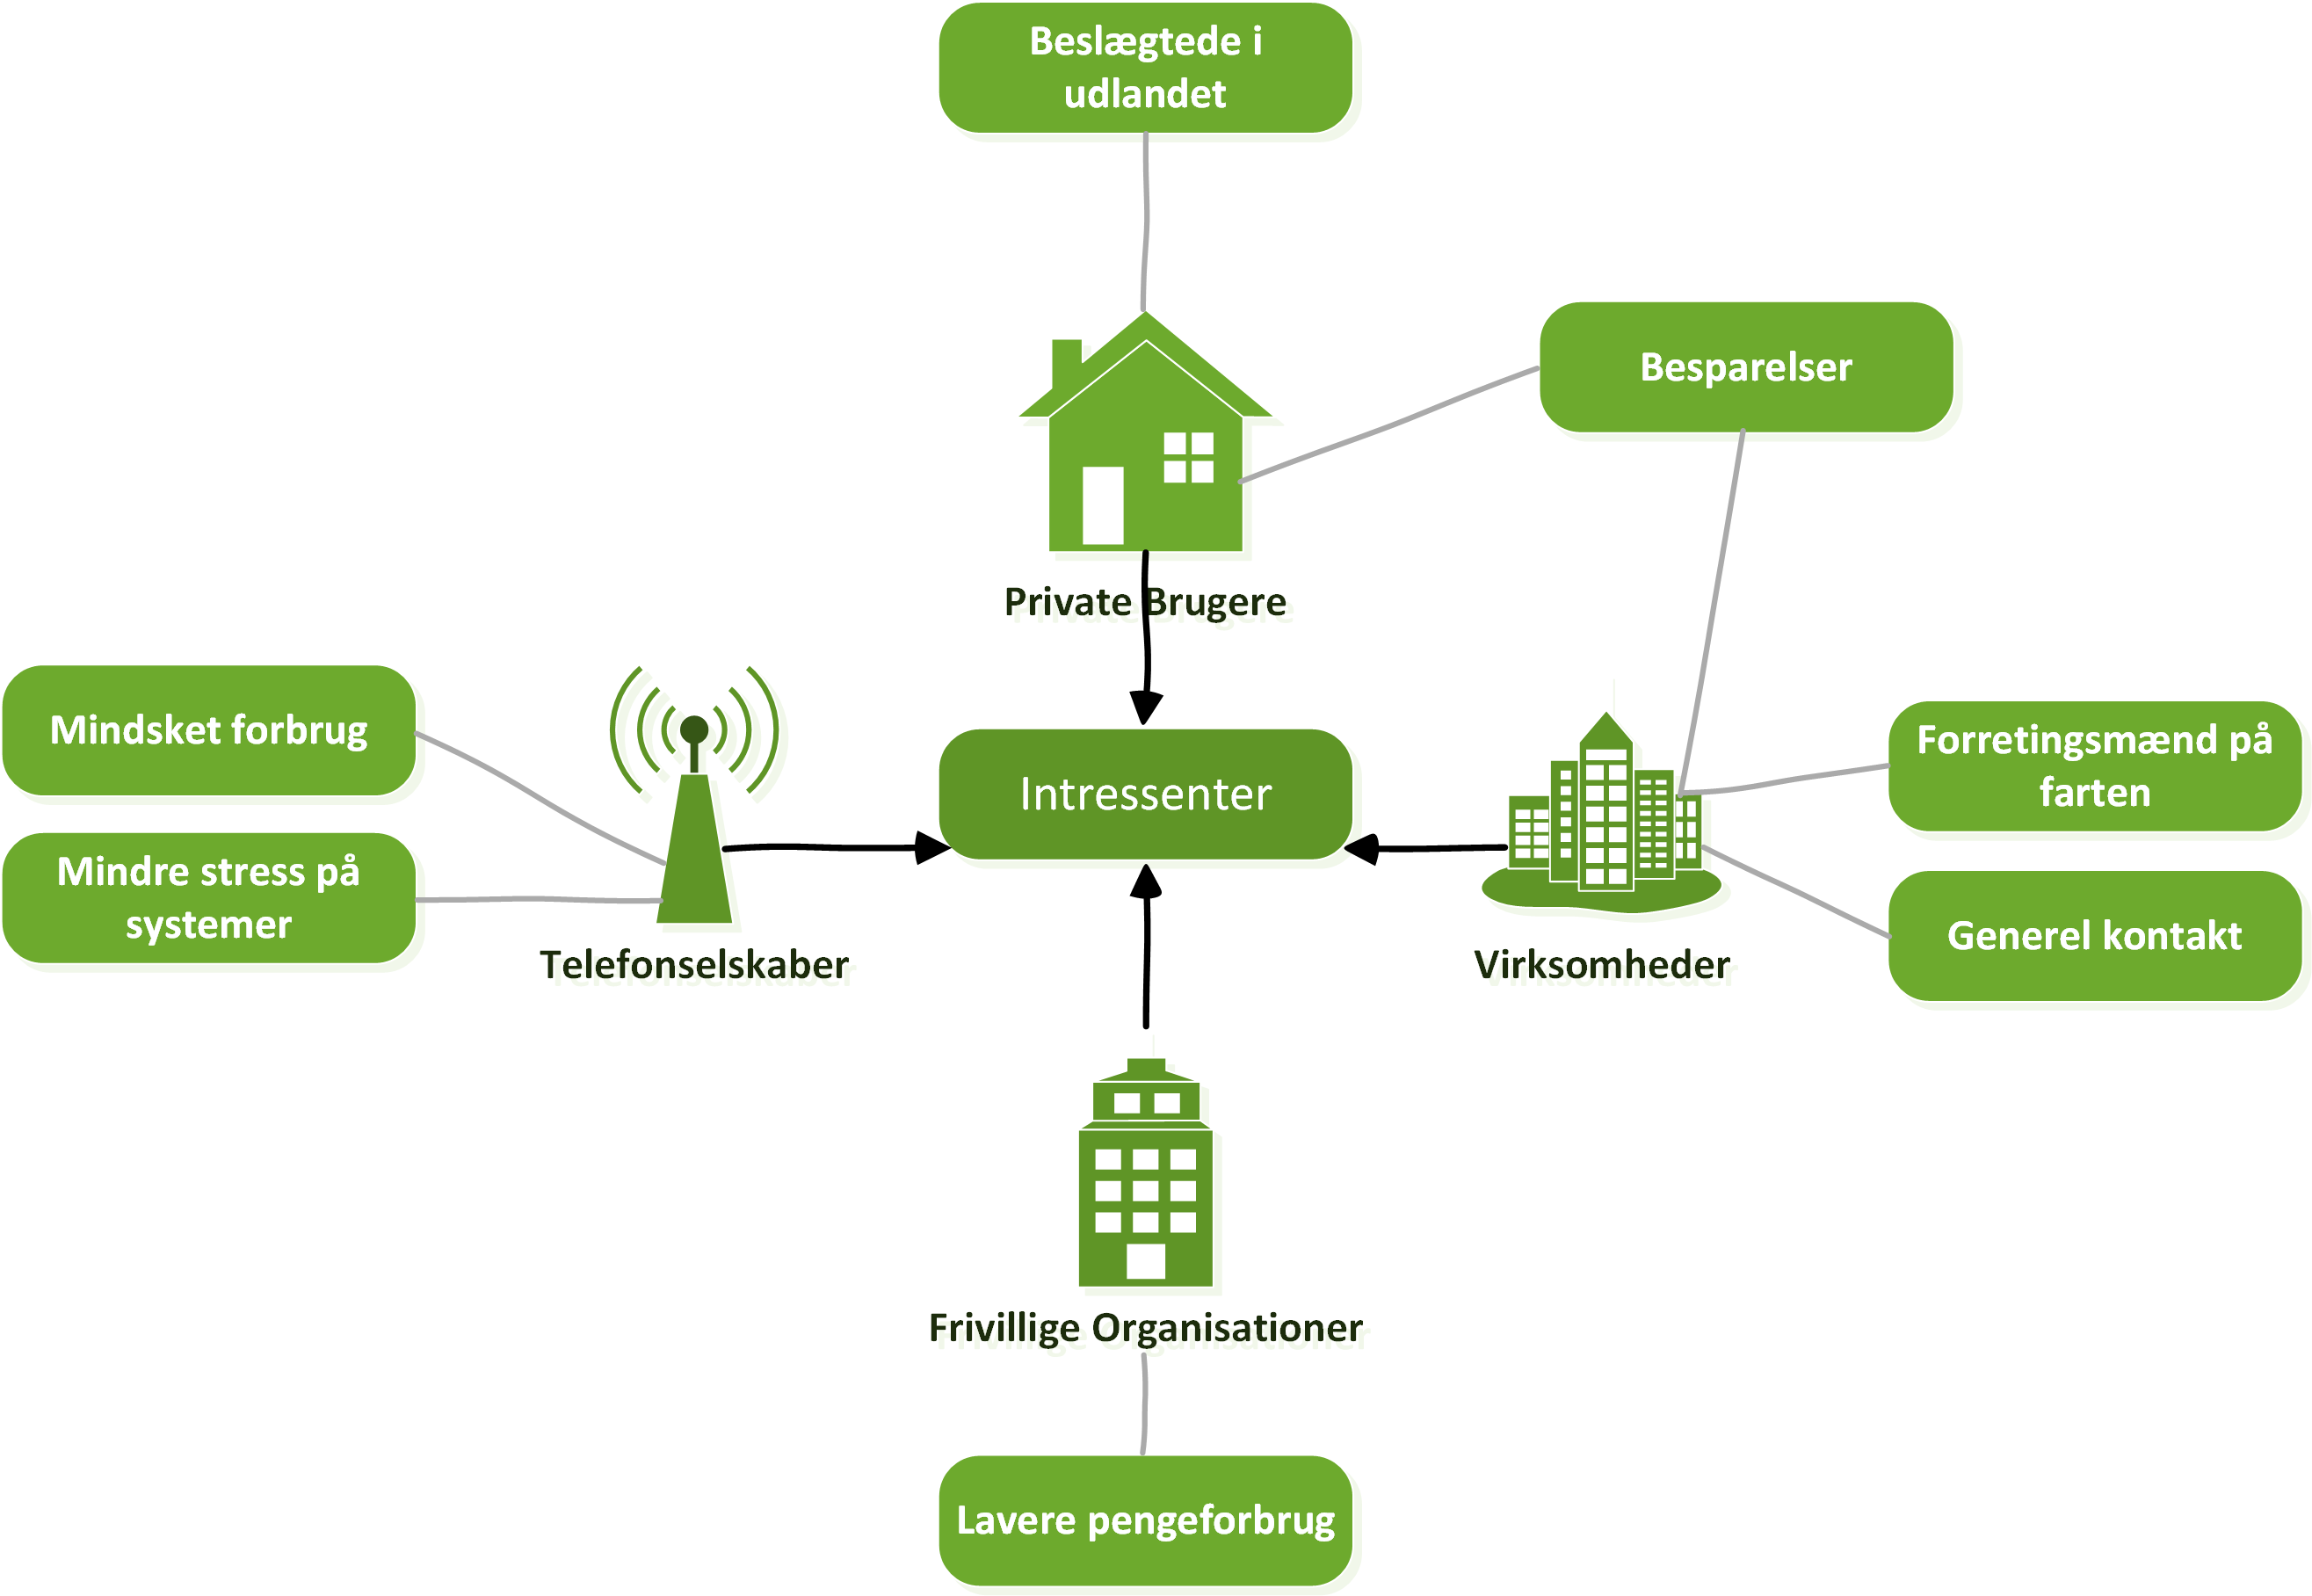 Beslægtede i
udlandet
Besparelser
Private Brugere
Mindsket forbrug
Mindre stress på
systemer
Telefonselskaber
Intressenter
Virksomheder
Forretingsmænd på
farten
Generel kontakt
Frivillige Organisationer
Lavere pengeforbrug